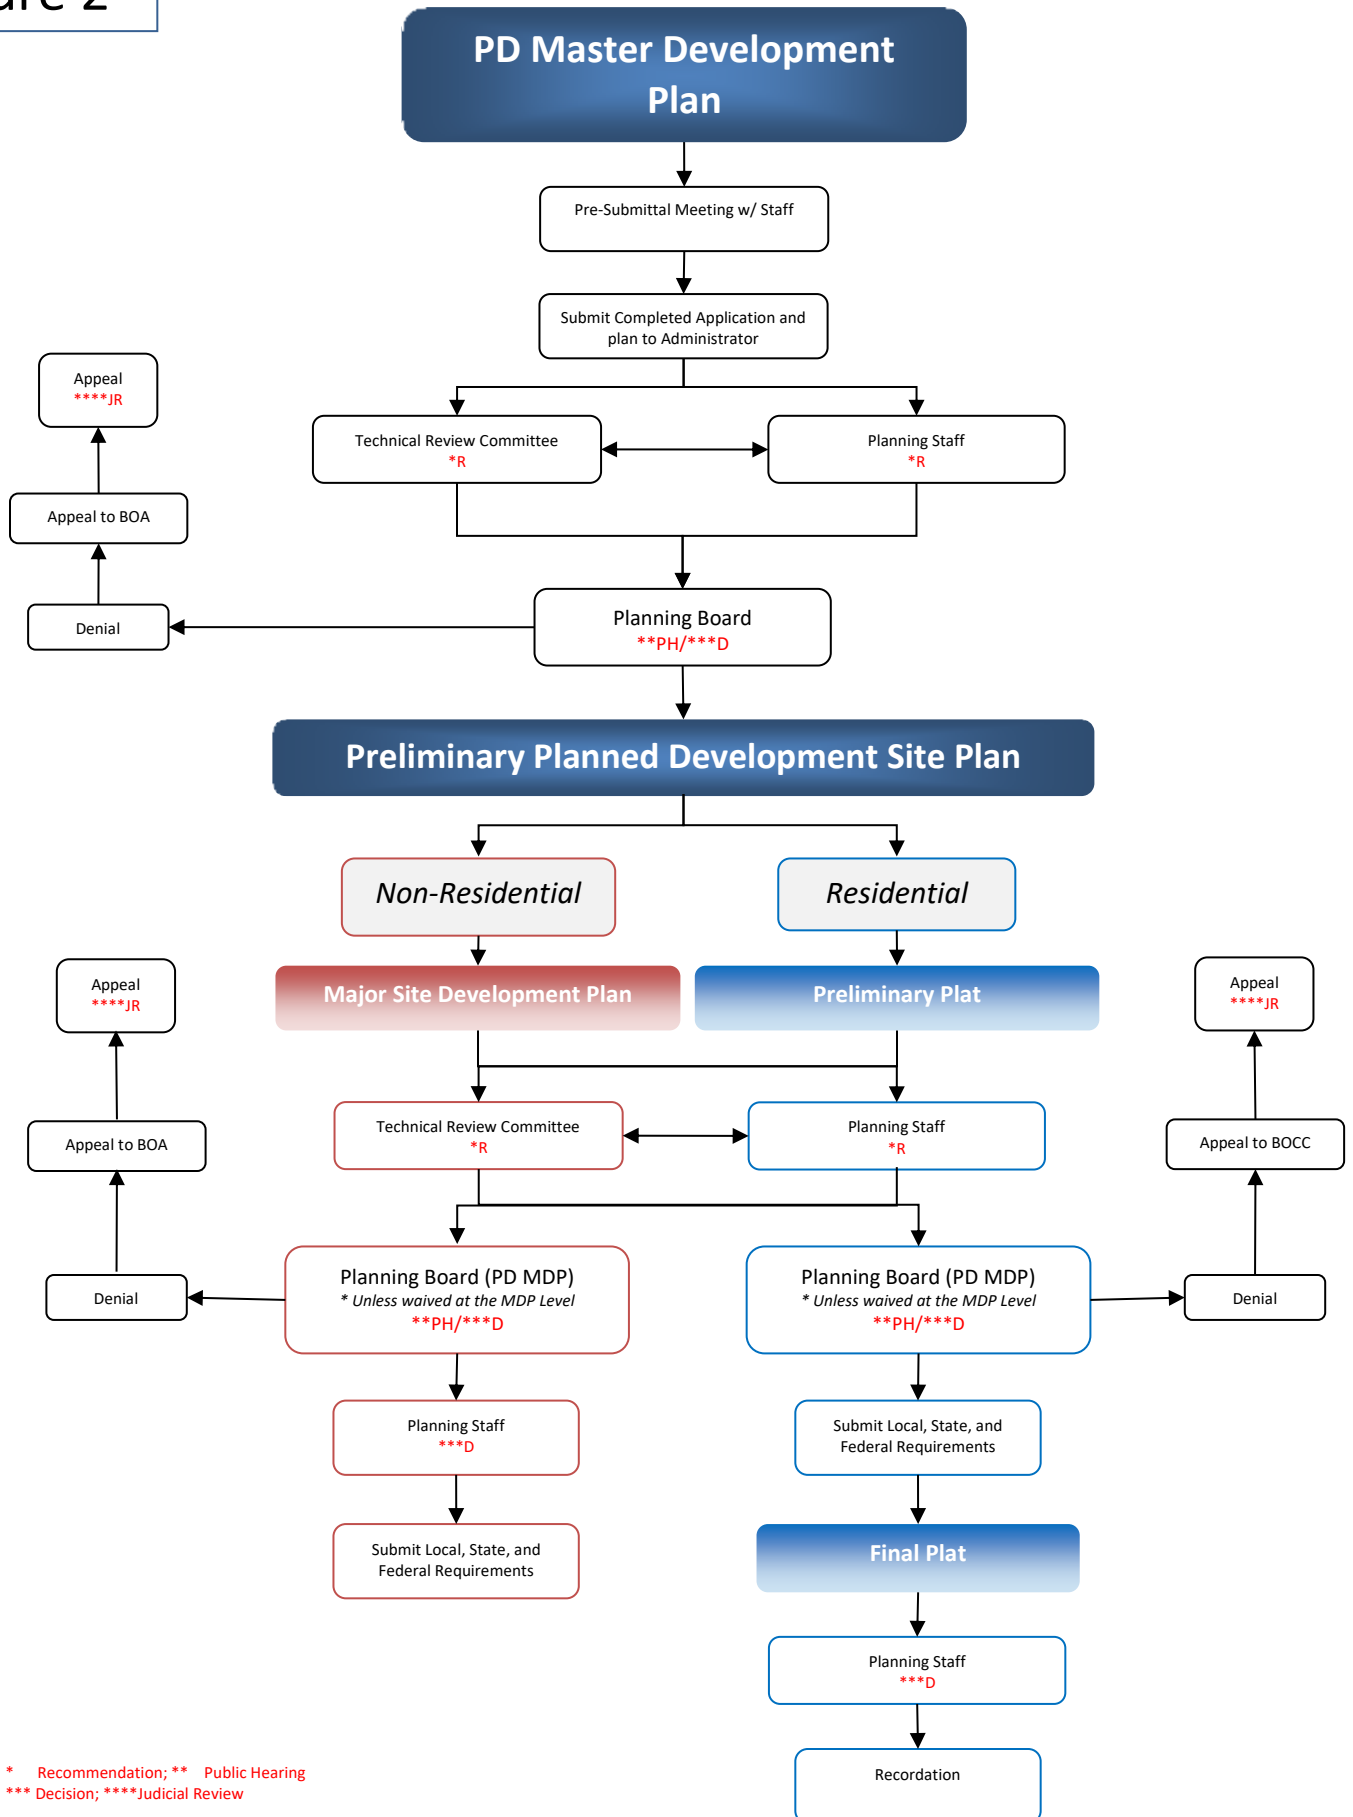 2
PD Master Development
Plan
Pre-Submittal Meeting w/ Staff
Submit Completed Application and
plan to Administrator
Appeal
****JR
Technical Review Committee
*R
Planning Staff
*R
Appeal to BOA
Denial
Planning Board
**PH/***D
Preliminary Planned Development Site Plan
Non-Residential
Residential
Major Site Development Plan
Preliminary Plat
Appeal
****JR
Appeal
****JR
Technical Review Committee
*R
Planning Staff
*R
Appeal to BOA
Appeal to BOCC
Planning Board (PD MDP)
* Unless waived at the MDP Level
**PH/***D
Planning Board (PD MDP)
* Unless waived at the MDP Level
**PH/***D
Denial
Denial
Planning Staff
***D
Submit Local, State, and
Federal Requirements
Submit Local, State, and
Federal Requirements
Final Plat
Planning Staff
***D
Recordation
* Recommendation; ** Public Hearing
*** Decision; ****Judicial Review